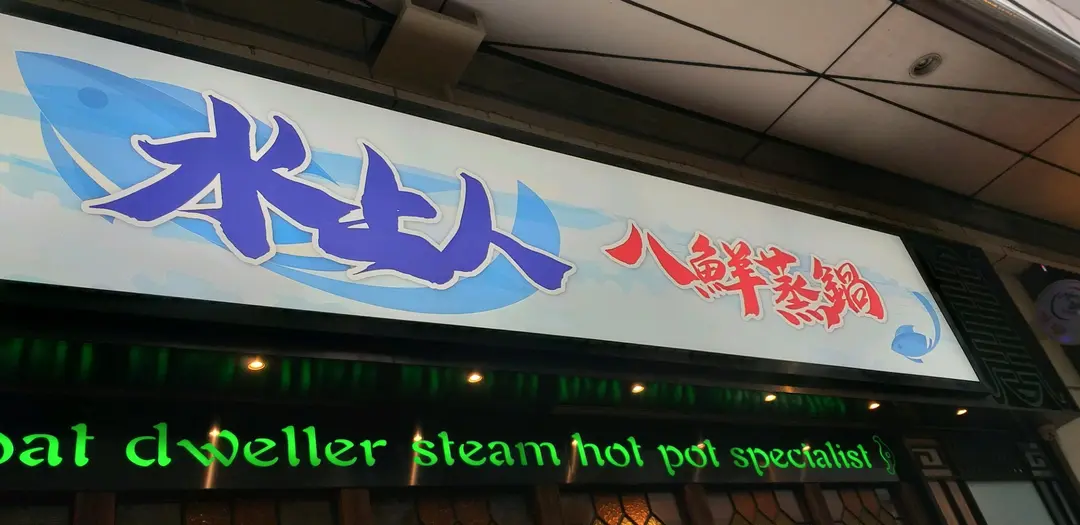 水上人 八鮮蒸鍋
oat dweller steam hot pot specialist